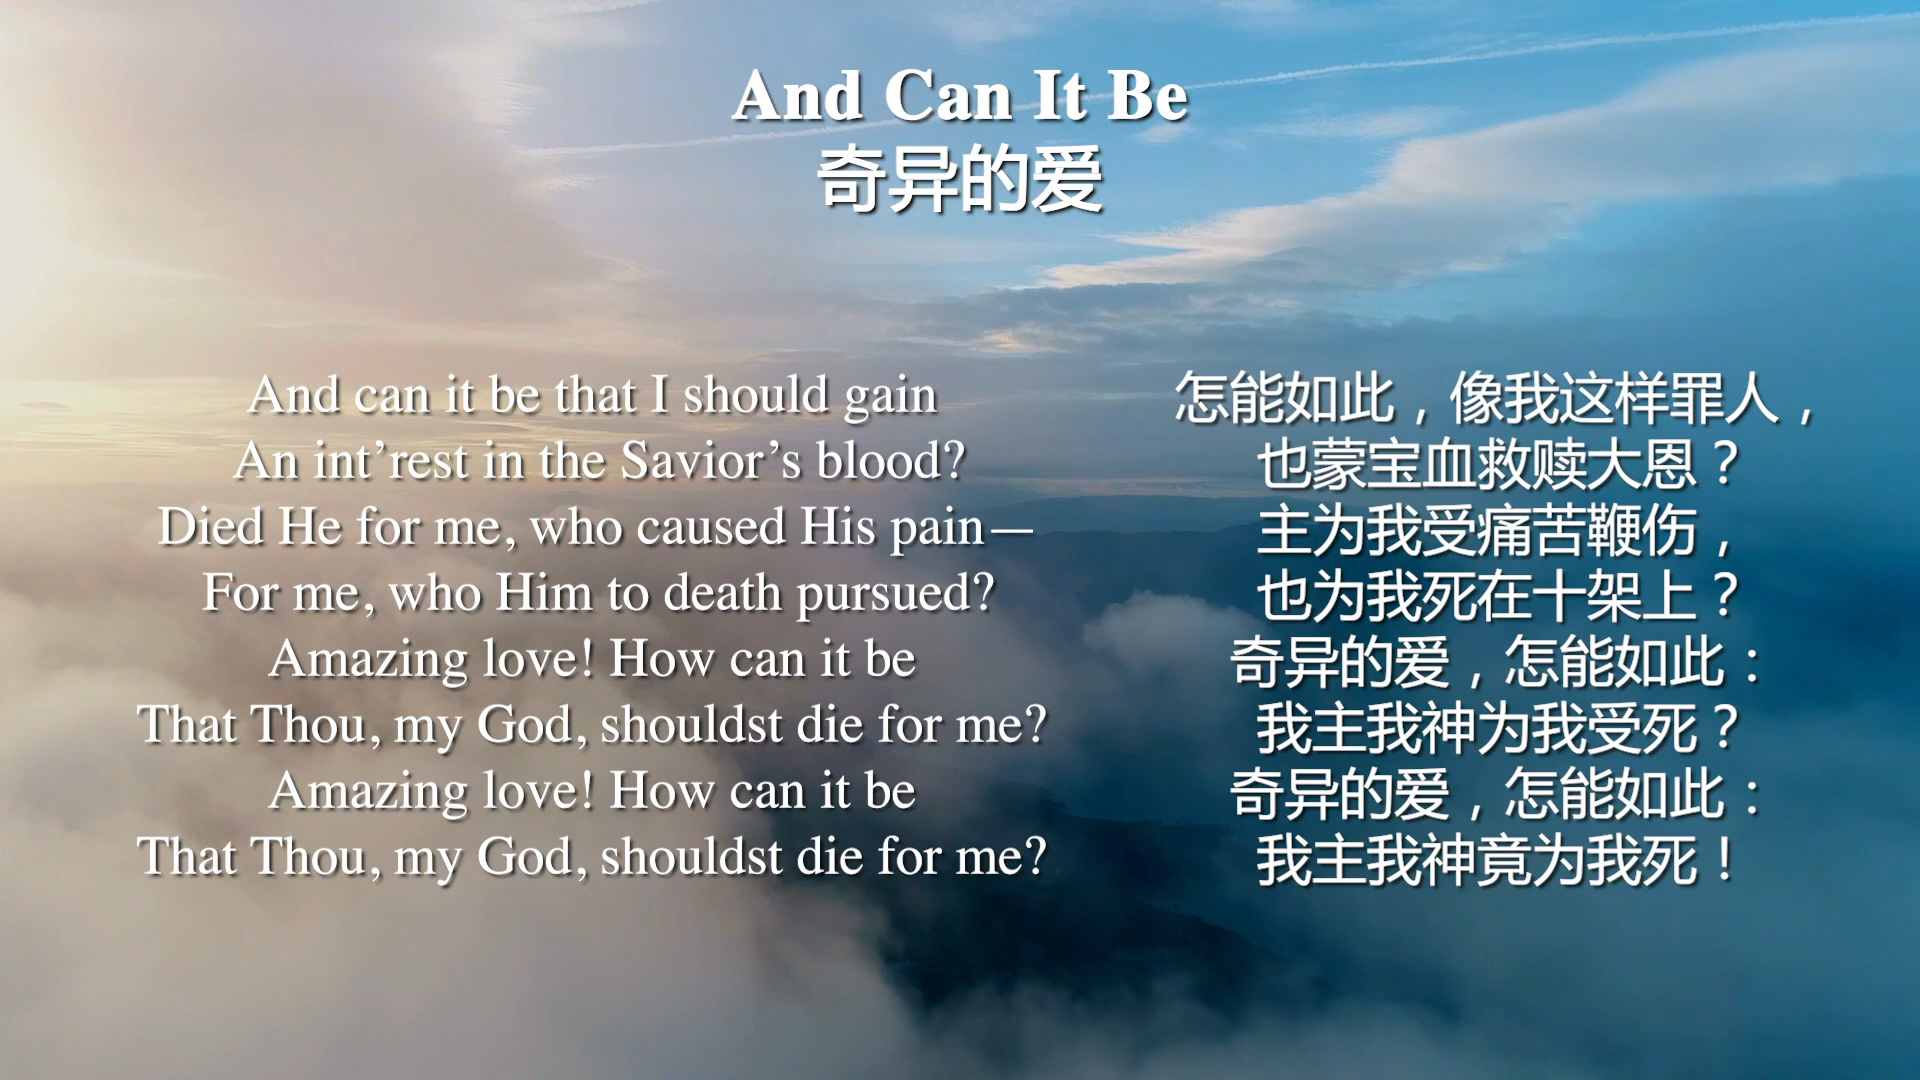 And Can It Be
奇异的爱
And can it be that I should gain
An int’rest in the Savior’s blood?
Died He for me, who caused His pain—
For me, who Him to death pursued?
Amazing love! How can it be
That Thou, my God, shouldst die for me?
Amazing love! How can it be
That Thou, my God, shouldst die for me?
怎能如此，像我这样罪人，
也蒙宝血救赎大恩？
主为我受痛苦鞭伤，
也为我死在十架上？
奇异的爱，怎能如此：
我主我神为我受死？
奇异的爱，怎能如此：
我主我神竟为我死！